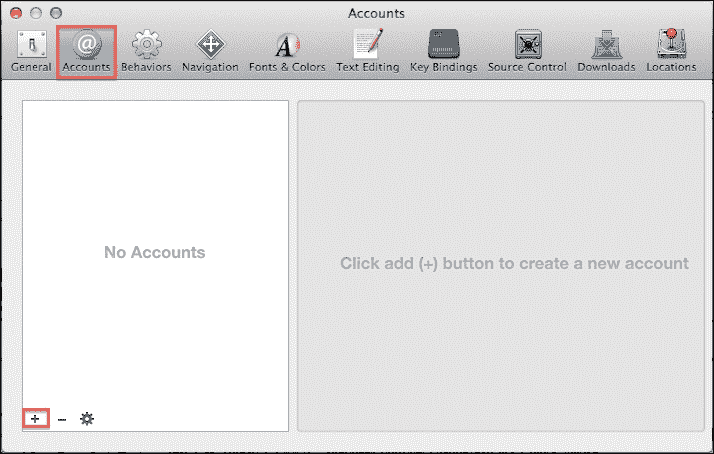 Accounts
General Accounts Behaviors Navigation Fonts & Colors Text Editing Key Bindings Source Control Downloads Locations
No Accounts
Click add (+) button to create a new account
+ −